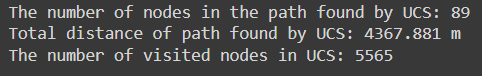 The number of nodes in the path found by UCS: 89
Total distance of path found by UCS: 4367.881 m
The number of visited nodes in UCS: 5565